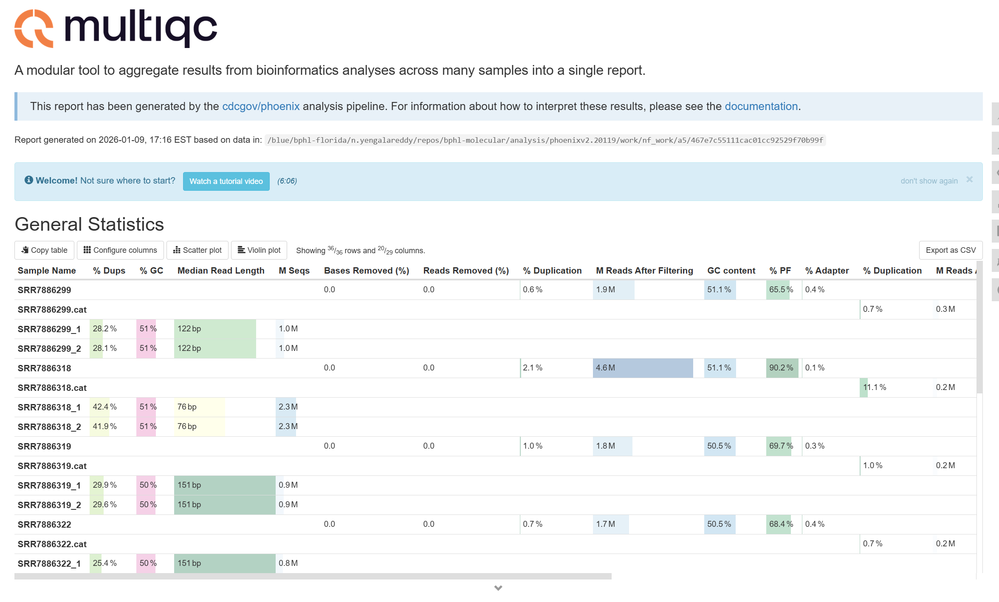 multiqc
A modular tool to aggregate results from bioinformatics analyses across many samples into a single report.
This report has been generated by the cdcgov/phoenix analysis pipeline. For information about how to interpret these results, please see the documentation.
Report generated on 2026-01-09, 17:16 EST based on data in: /blue/bphl-florida/n.yengalareddy/repos/bphl-molecular/analysis/phoenixv2.20119/work/nf_work/a5/467e7c55111cac01cc92529f70b99f
Welcome! Not sure where to start? Watch a tutorial video (6:06) don't show again ×
General Statistics
Copy table Configure columns Scatter plot Violin plot Showing 36/36 rows and 20/29 columns. Export as CSV
Sample Name % Dups % GC Median Read Length M Seqs Bases Removed (%) Reads Removed (%) % Duplication M Reads After Filtering GC content % PF % Adapter % Duplication M Reads
SRR7886299 0.0 0.0 0.6 % 1.9 M 51.1 % 65.5 % 0.4 %
SRR7886299.cat 0.7 % 0.3 M
SRR7886299_1 28.2 % 51 % 122 bp 1.0 M
SRR7886299_2 28.1 % 51 % 122 bp 1.0 M
SRR7886318 0.0 0.0 2.1 % 4.6 M 51.1 % 90.2 % 0.1 %
SRR7886318.cat 11.1 % 0.2 M
SRR7886318_1 42.4 % 51 % 76 bp 2.3 M
SRR7886318_2 41.9 % 51 % 76 bp 2.3 M
SRR7886319 0.0 0.0 1.0 % 1.8 M 50.5 % 69.7 % 0.3 %
SRR7886319.cat 1.0 % 0.2 M
SRR7886319_1 29.9 % 50 % 151 bp 0.9 M
SRR7886319_2 29.6 % 50 % 151 bp 0.9 M
SRR7886322 0.0 0.0 0.7 % 1.7 M 50.5 % 68.4 % 0.4 %
SRR7886322.cat 0.7 % 0.2 M
SRR7886322_1 25.4 % 50 % 151 bp 0.8 M